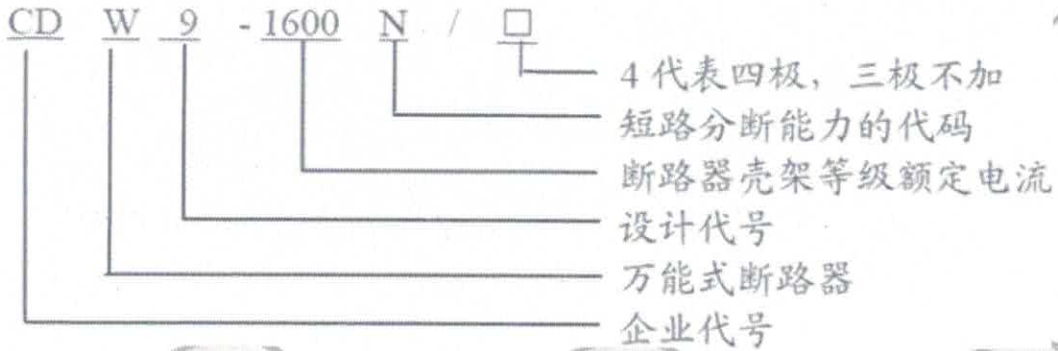 CD W 9 - 1600 N / □
4代表四极，三极不加
短路分断能力的代码
断路器壳架等级额定电流
设计代号
万能式断路器
企业代号